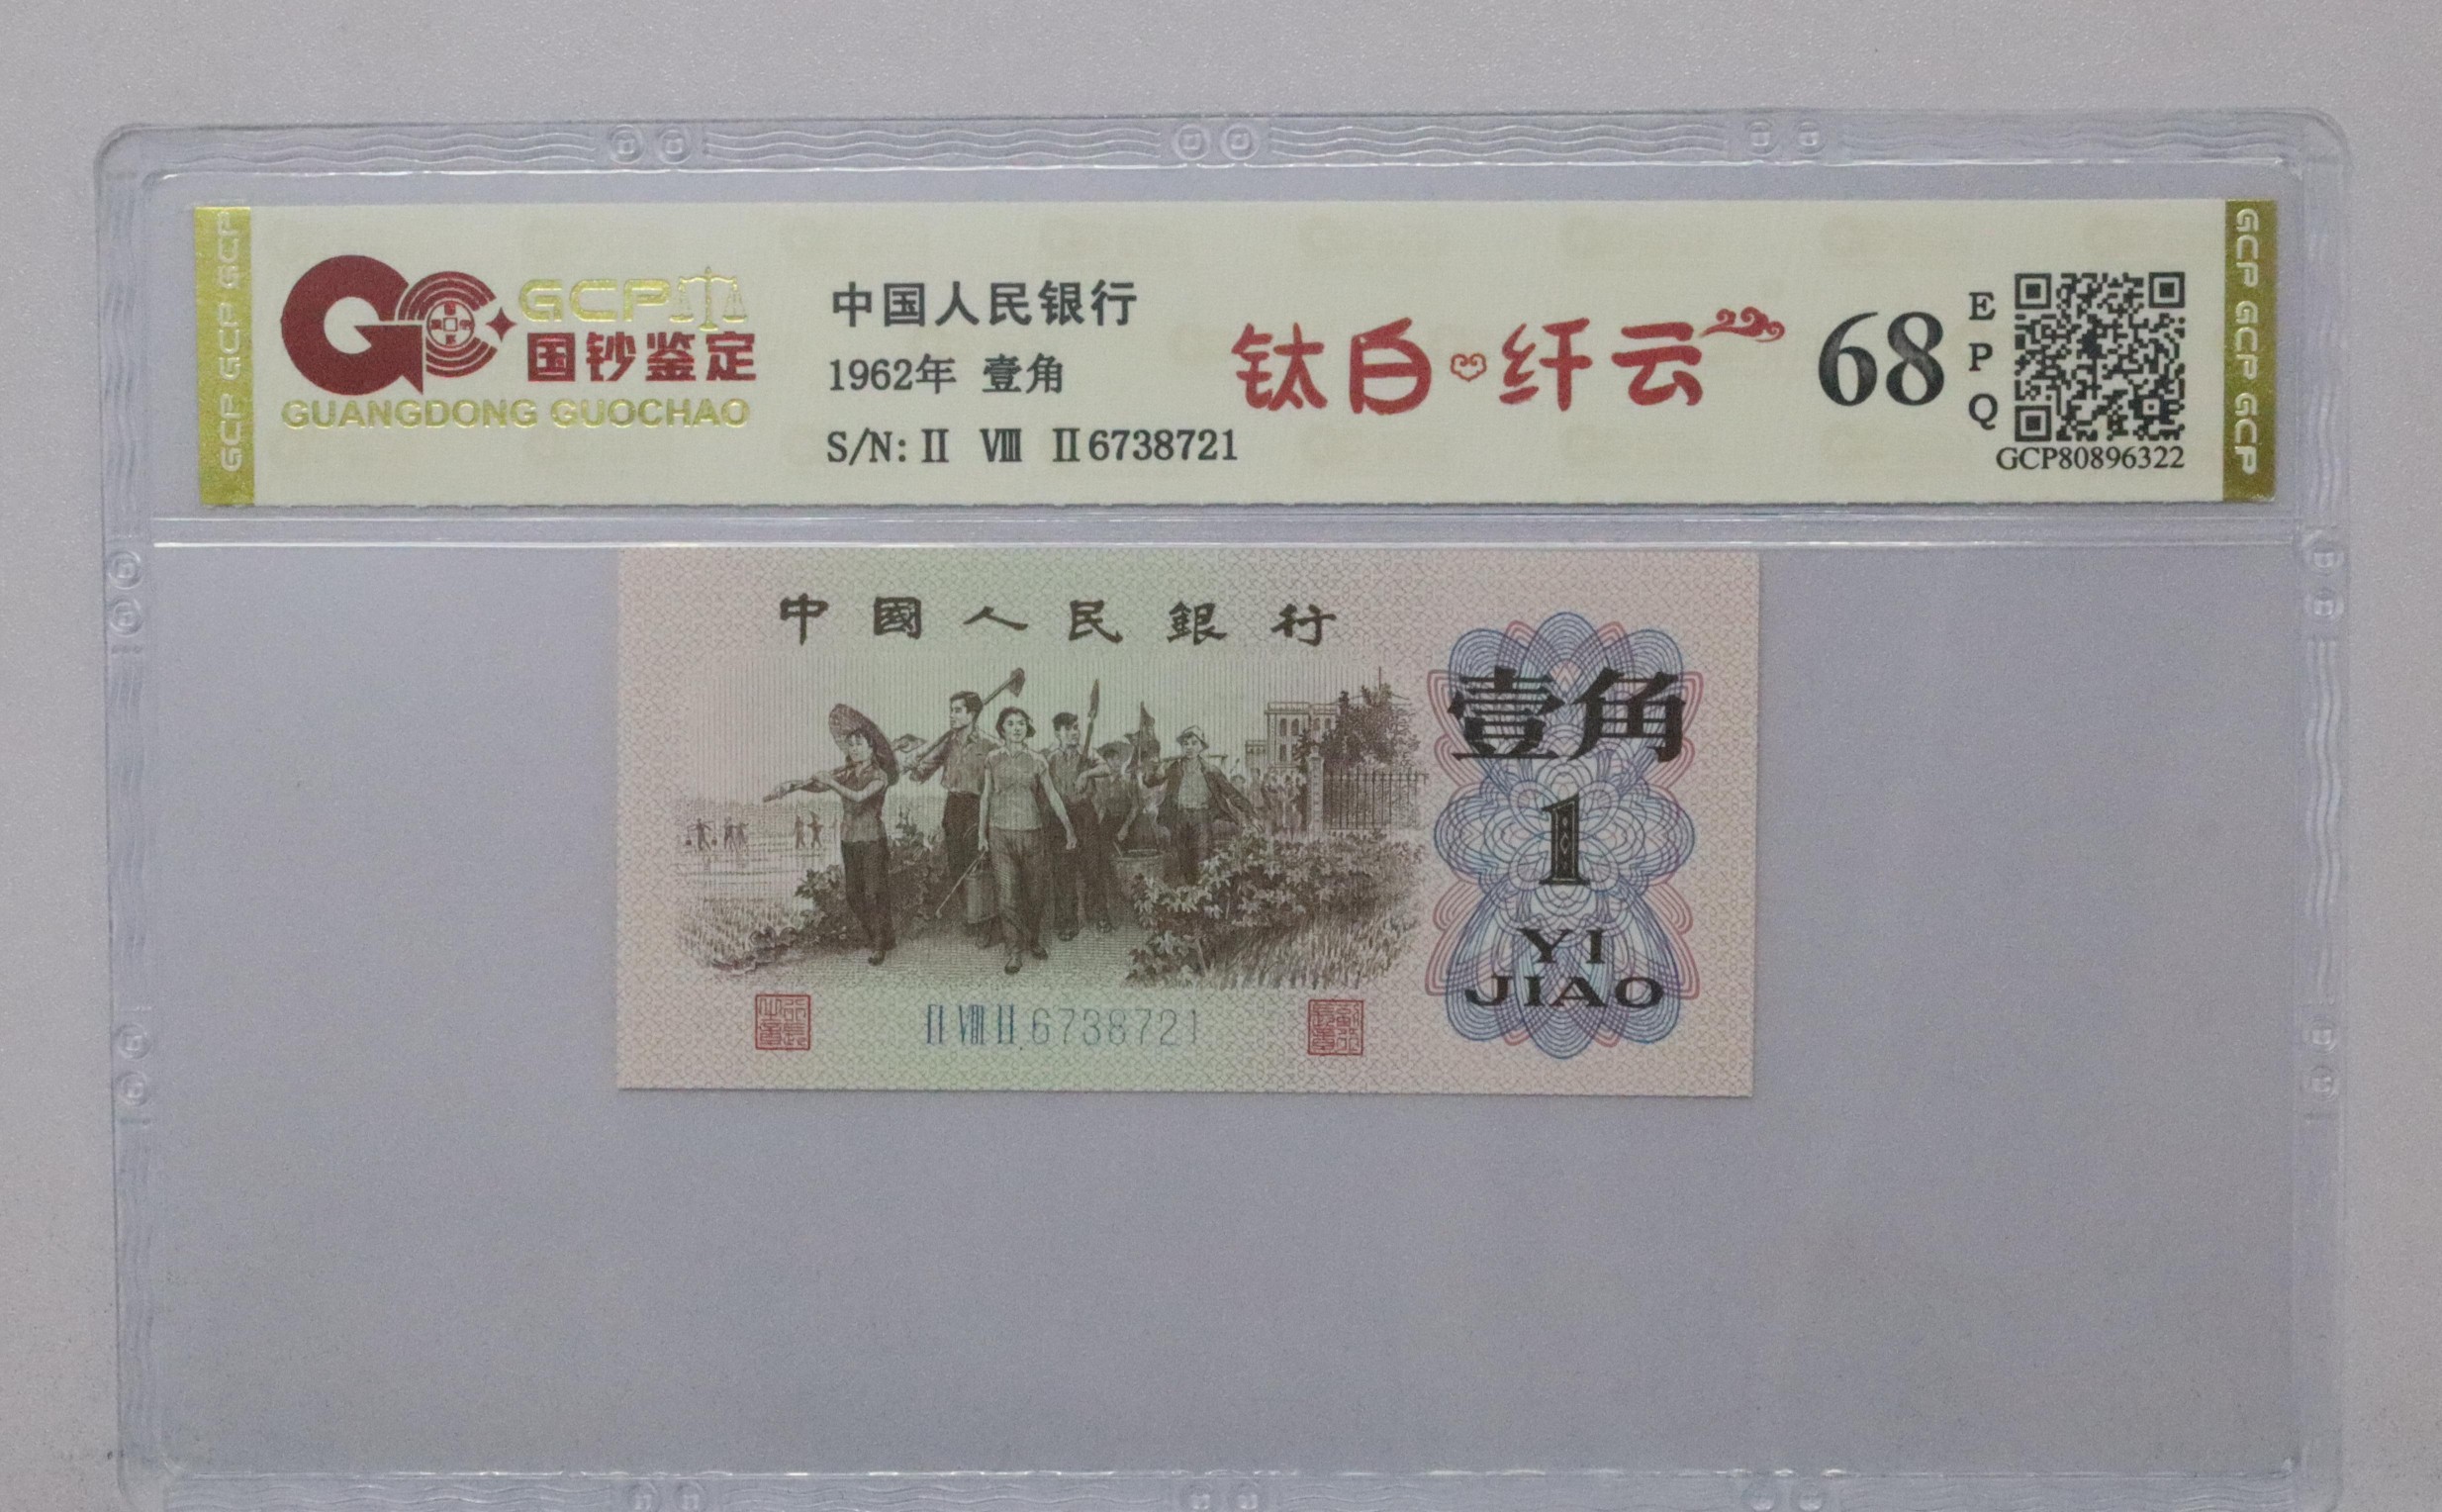 GCP GCP GCP
GCP
国钞鉴定
GUANGDONG GUOCHAO
中国人民银行
1962年 壹角
S/N: II VIII II 6738721
钛白 纤云
68
E
P
Q
GCP80896322
GCP GCP GCP GCP
中國人民銀行
壹角
1
YI
JIAO
II VIII II 6738721